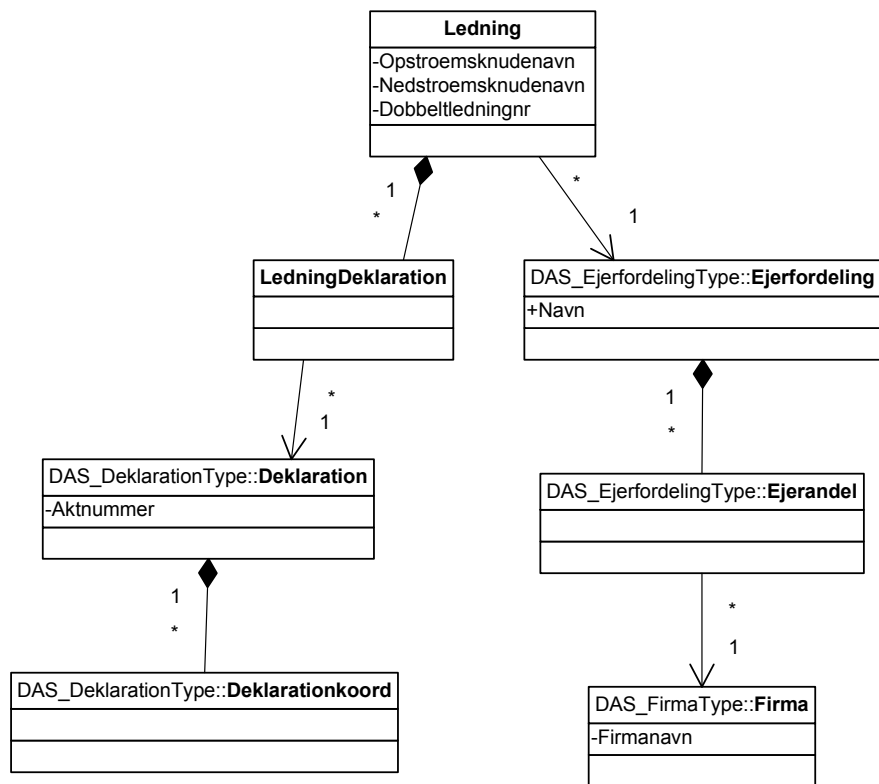 Ledning
-Opstroemsknudenavn
-Nedstroemsknudenavn
-Dobbeltledningnr
1
*
*
1
LedningDeklaration
DAS_EjerfordelingType::Ejerfordeling
+Navn
*
1
1
*
DAS_DeklarationType::Deklaration
-Aktnummer
DAS_EjerfordelingType::Ejerandel
1
*
*
1
DAS_DeklarationType::Deklarationkoord
DAS_FirmaType::Firma
-Firmanavn